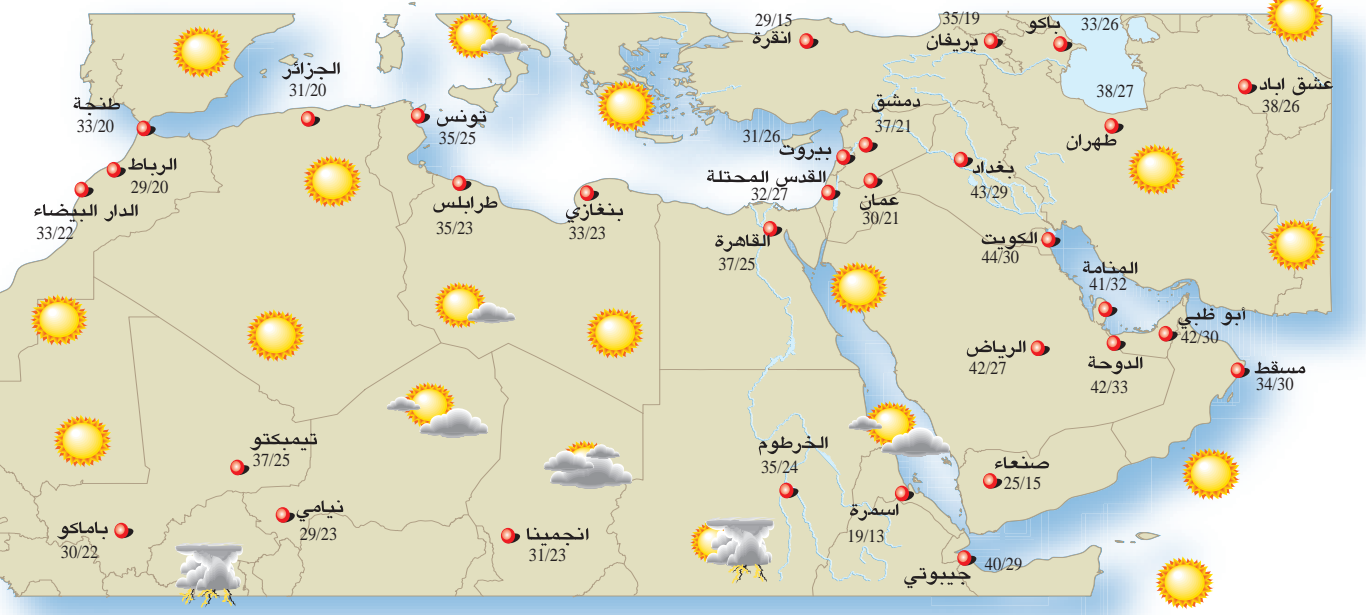 29/15
انقرة
35/19
يريفان
باكو
33/26
38/27
عشق اباد
38/26
طهران
الجزائر
31/20
طنجة
33/20
الرباط
29/20
الدار البيضاء
33/22
تونس
35/25
طرابلس
35/23
بنغازي
33/23
دمشق
37/21
31/26
بيروت
القدس المحتلة
32/27
عمان
30/21
القاهرة
37/25
بغداد
43/29
الكويت
44/30
المنامة
41/32
أبو ظبي
42/30
الرياض
42/27
الدوحة
42/33
مسقط
34/30
تيمبكتو
37/25
نيامي
29/23
باماكو
30/22
انجمينا
31/23
الخرطوم
35/24
اسمرة
19/13
صنعاء
25/15
جيبوتي
40/29